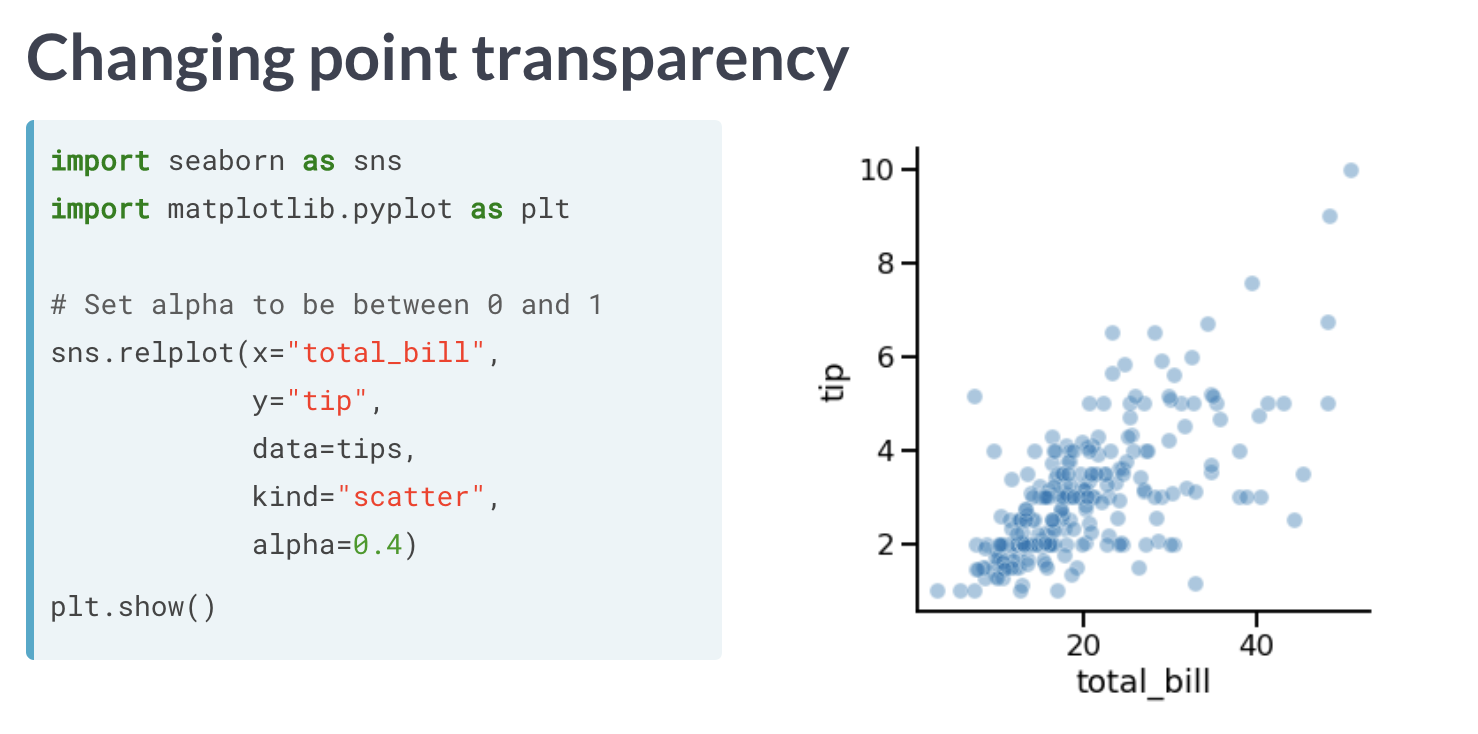 Changing point transparency
import seaborn as sns
import matplotlib.pyplot as plt
# Set alpha to be between 0 and 1
sns.relplot(x="total_bill",
            y="tip",
            data=tips,
            kind="scatter",
            alpha=0.4)
plt.show()
10
8
6
4
2
tip
20 40
total_bill